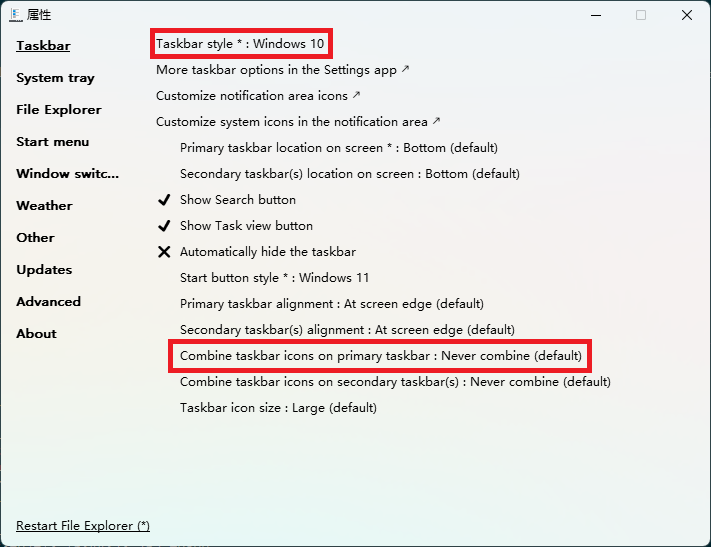 属性
Taskbar
System tray
File Explorer
Start menu
Window switc...
Weather
Other
Updates
Advanced
About
Taskbar style * : Windows 10
More taskbar options in the Settings app ↗
Customize notification area icons ↗
Customize system icons in the notification area ↗
Primary taskbar location on screen * : Bottom (default)
Secondary taskbar(s) location on screen : Bottom (default)
Show Search button
Show Task view button
Automatically hide the taskbar
Start button style * : Windows 11
Primary taskbar alignment : At screen edge (default)
Secondary taskbar(s) alignment : At screen edge (default)
Combine taskbar icons on primary taskbar : Never combine (default)
Combine taskbar icons on secondary taskbar(s) : Never combine (default)
Taskbar icon size : Large (default)
Restart File Explorer (*)